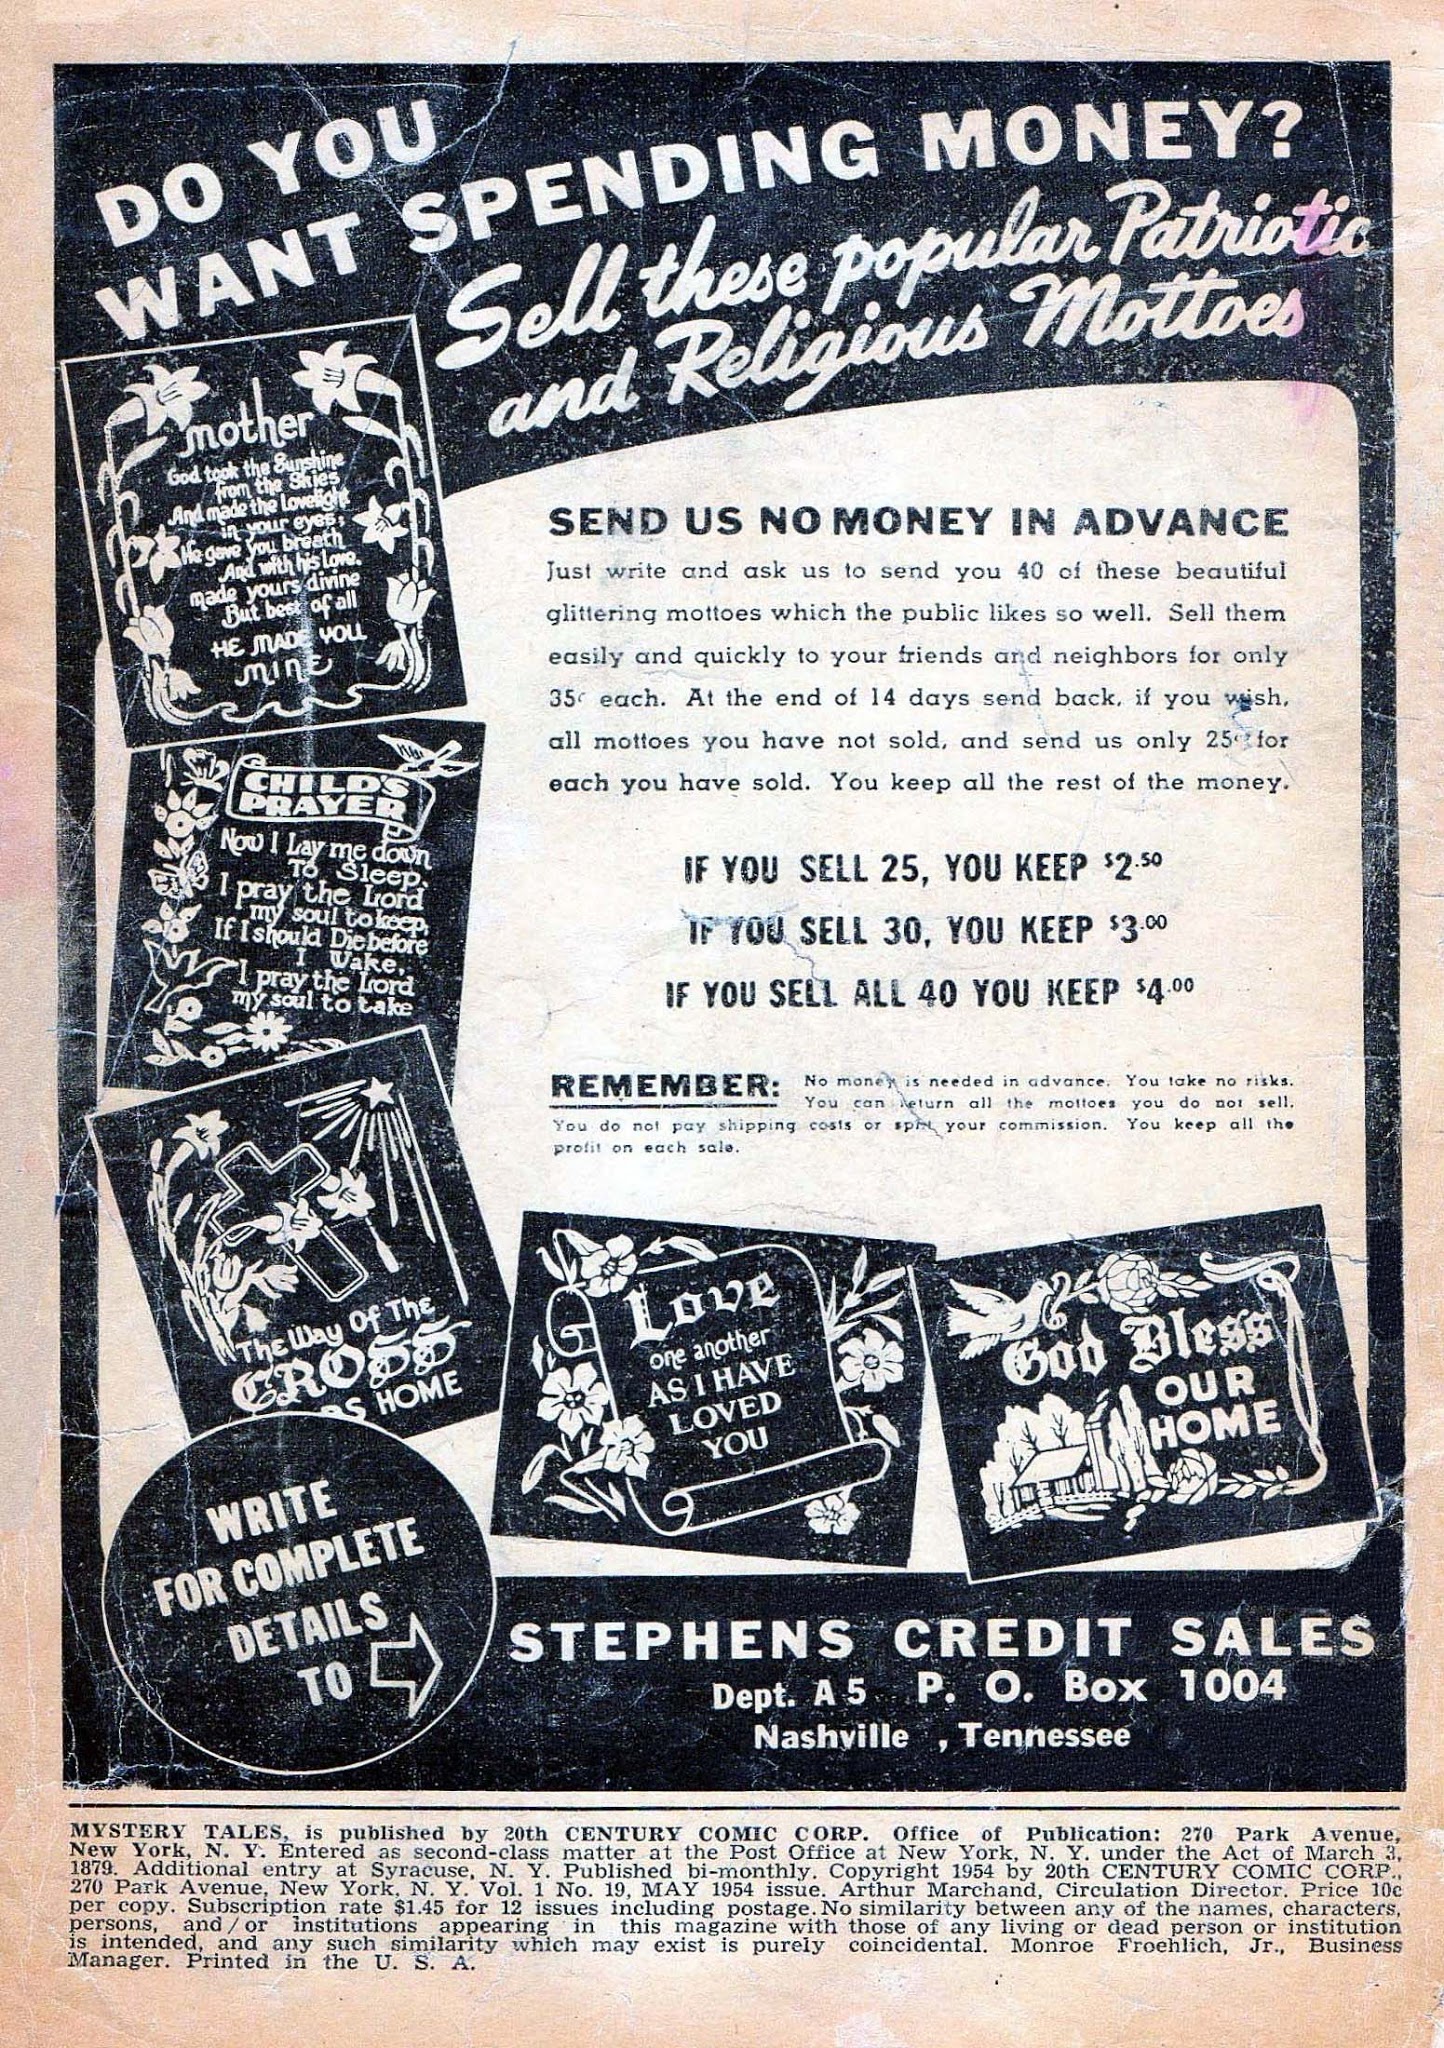 DO YOU
WANT SPENDING MONEY?
Sell these popular Patriotic
and Religious Mottoes
mother
God took the Sunshine
from the Skies
And made the Lovelight
in your eyes;
He gave you breath
And with his Love,
made yours divine
But best of all
HE MADE YOU
MINE
CHILD'S
PRAYER
Now I Lay me down
To Sleep,
I pray the Lord
my soul to keep,
If I should Die before
I Wake,
I pray the Lord
my soul to take
The Way Of The
CROSS
DS HOME
SEND US NO MONEY IN ADVANCE
Just write and ask us to send you 40 of these beautiful
glittering mottoes which the public likes so well. Sell them
easily and quickly to your friends and neighbors for only
35¢ each. At the end of 14 days send back, if you wish,
all mottoes you have not sold, and send us only 25¢ for
each you have sold. You keep all the rest of the money.
IF YOU SELL 25, YOU KEEP $2.50
IF YOU SELL 30, YOU KEEP $3.00
IF YOU SELL ALL 40 YOU KEEP $4.00
REMEMBER: No money is needed in advance. You take no risks.
You can return all the mottoes you do not sell.
You do not pay shipping costs or split your commission. You keep all the
profit on each sale.
Love
one another
AS I HAVE
LOVED
YOU
God Bless
OUR
HOME
WRITE
FOR COMPLETE
DETAILS
TO
STEPHENS CREDIT SALES
Dept. A 5 P. O. Box 1004
Nashville , Tennessee
MYSTERY TALES, is published by 20th CENTURY COMIC CORP. Office of Publication: 270 Park Avenue,
New York, N. Y. Entered as second-class matter at the Post Office at New York, N. Y. under the Act of March 3,
1879. Additional entry at Syracuse, N. Y. Published bi-monthly. Copyright 1954 by 20th CENTURY COMIC CORP.,
270 Park Avenue, New York, N. Y. Vol. 1 No. 19, MAY 1954 issue. Arthur Marchand, Circulation Director. Price 10c
per copy. Subscription rate $1.45 for 12 issues including postage. No similarity between any of the names, characters,
persons, and/or institutions appearing in this magazine with those of any living or dead person or institution
is intended, and any such similarity which may exist is purely coincidental. Monroe Froehlich, Jr., Business
Manager. Printed in the U. S. A.